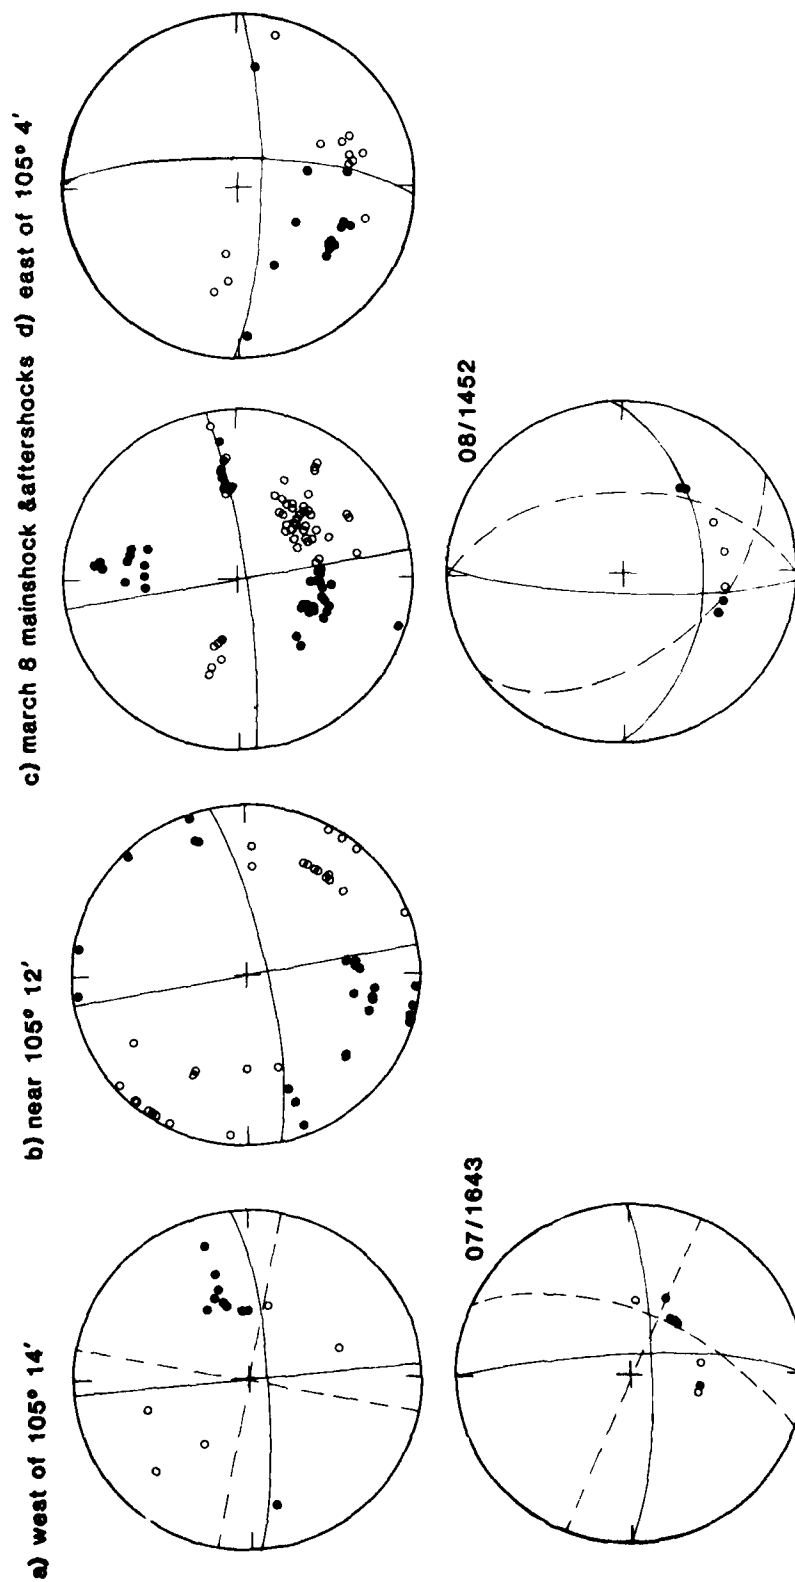 a) west of 105° 14'
b) near 105° 12'
c) march 8 mainshock &aftershocks
d) east of 105° 4'
07/1643
08/1452